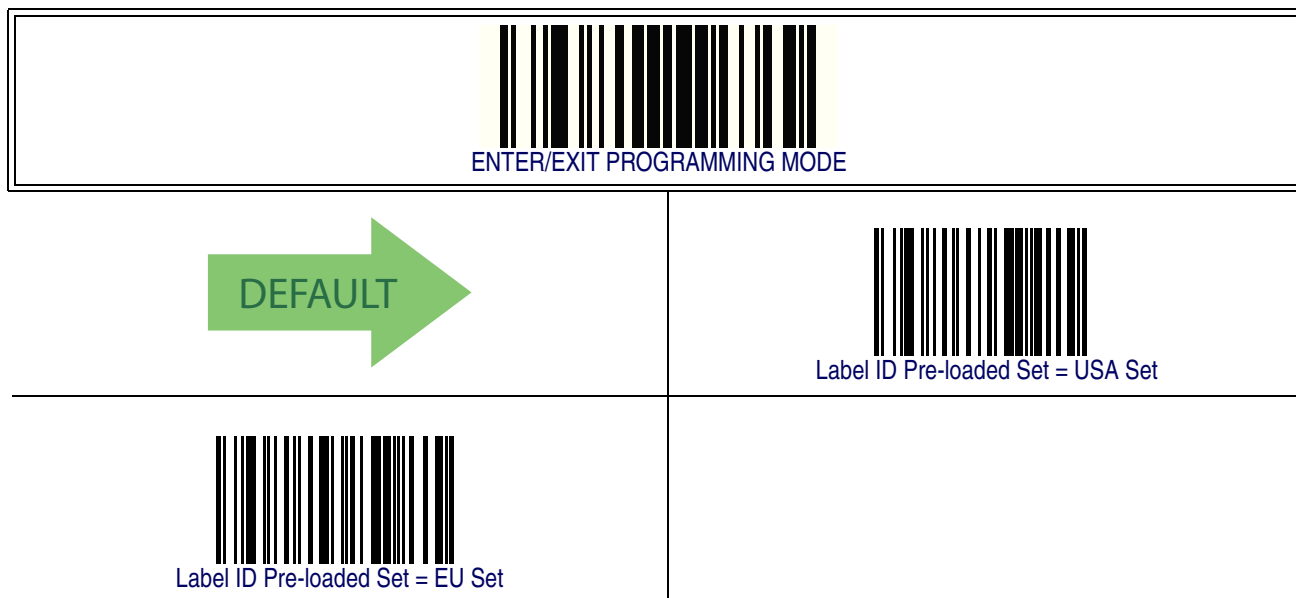 ENTER/EXIT PROGRAMMING MODE
DEFAULT
Label ID Pre-loaded Set = USA Set
Label ID Pre-loaded Set = EU Set